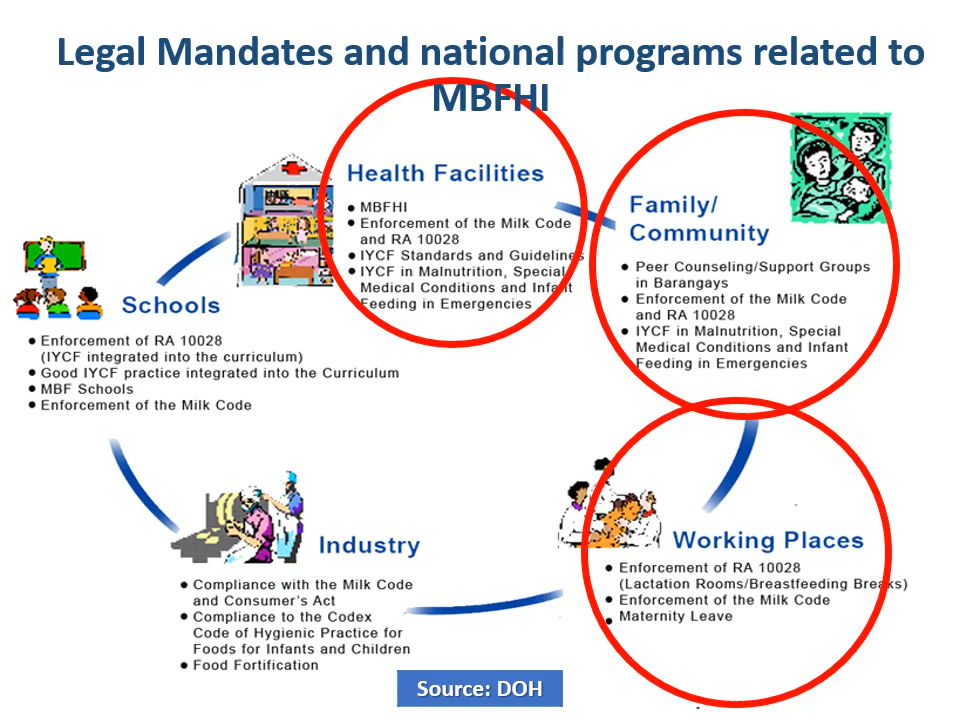 Legal Mandates and national programs related to
MBFHI
Health Facilities
● MBFHI
● Enforcement of the Milk Code
and RA 10028
● IYCF Standards and Guidelines
● IYCF in Malnutrition, Special
Medical Conditions and Infant
Feeding in Emergencies
Family/
Community
● Peer Counseling/Support Groups
in Barangays
● Enforcement of the Milk Code
and RA 10028
● IYCF in Malnutrition, Special
Medical Conditions and Infant
Feeding in Emergencies
Schools
● Enforcement of RA 10028
(IYCF integrated into the curriculum)
● Good IYCF practice integrated into the Curriculum
● MBF Schools
● Enforcement of the Milk Code
Industry
● Compliance with the Milk Code
and Consumer's Act
● Compliance to the Codex
Code of Hygienic Practice for
Foods for Infants and Children
● Food Fortification
Working Places
● Enforcement of RA 10028
(Lactation Rooms/Breastfeeding Breaks)
● Enforcement of the Milk Code
● Maternity Leave
Source: DOH